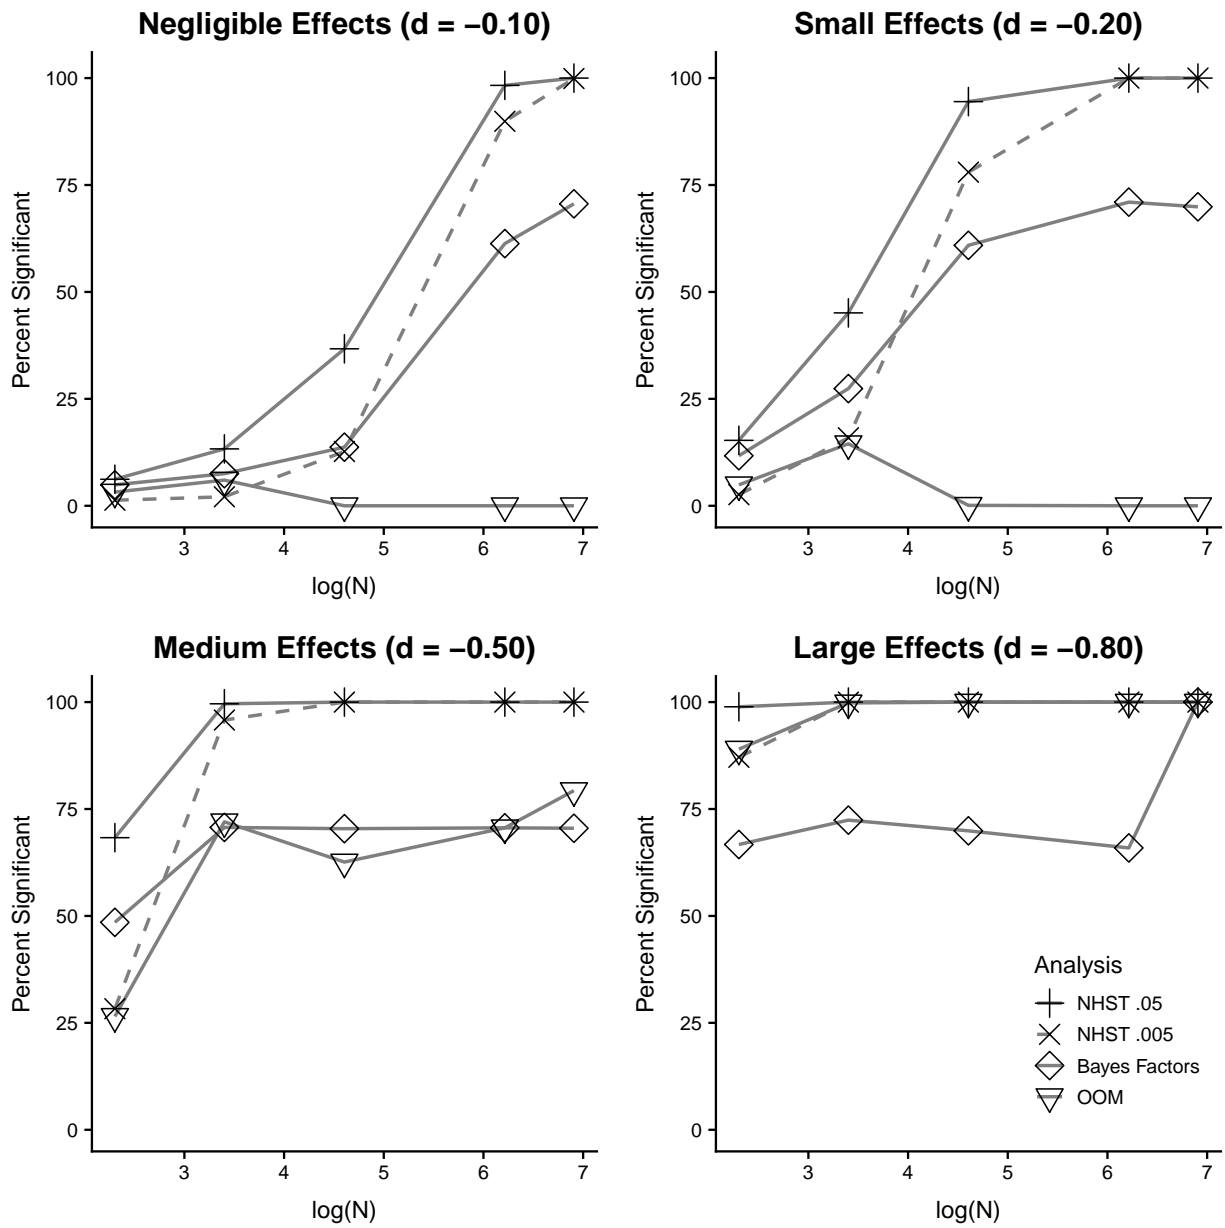 Negligible Effects (d = −0.10)
Percent Significant
100
75
50
25
0
3 4 5 6 7
log(N)
Small Effects (d = −0.20)
Percent Significant
100
75
50
25
0
3 4 5 6 7
log(N)
Medium Effects (d = −0.50)
Percent Significant
100
75
50
25
0
3 4 5 6 7
log(N)
Large Effects (d = −0.80)
Percent Significant
100
75
50
25
0
3 4 5 6 7
log(N)
Analysis
NHST .05
NHST .005
Bayes Factors
OOM